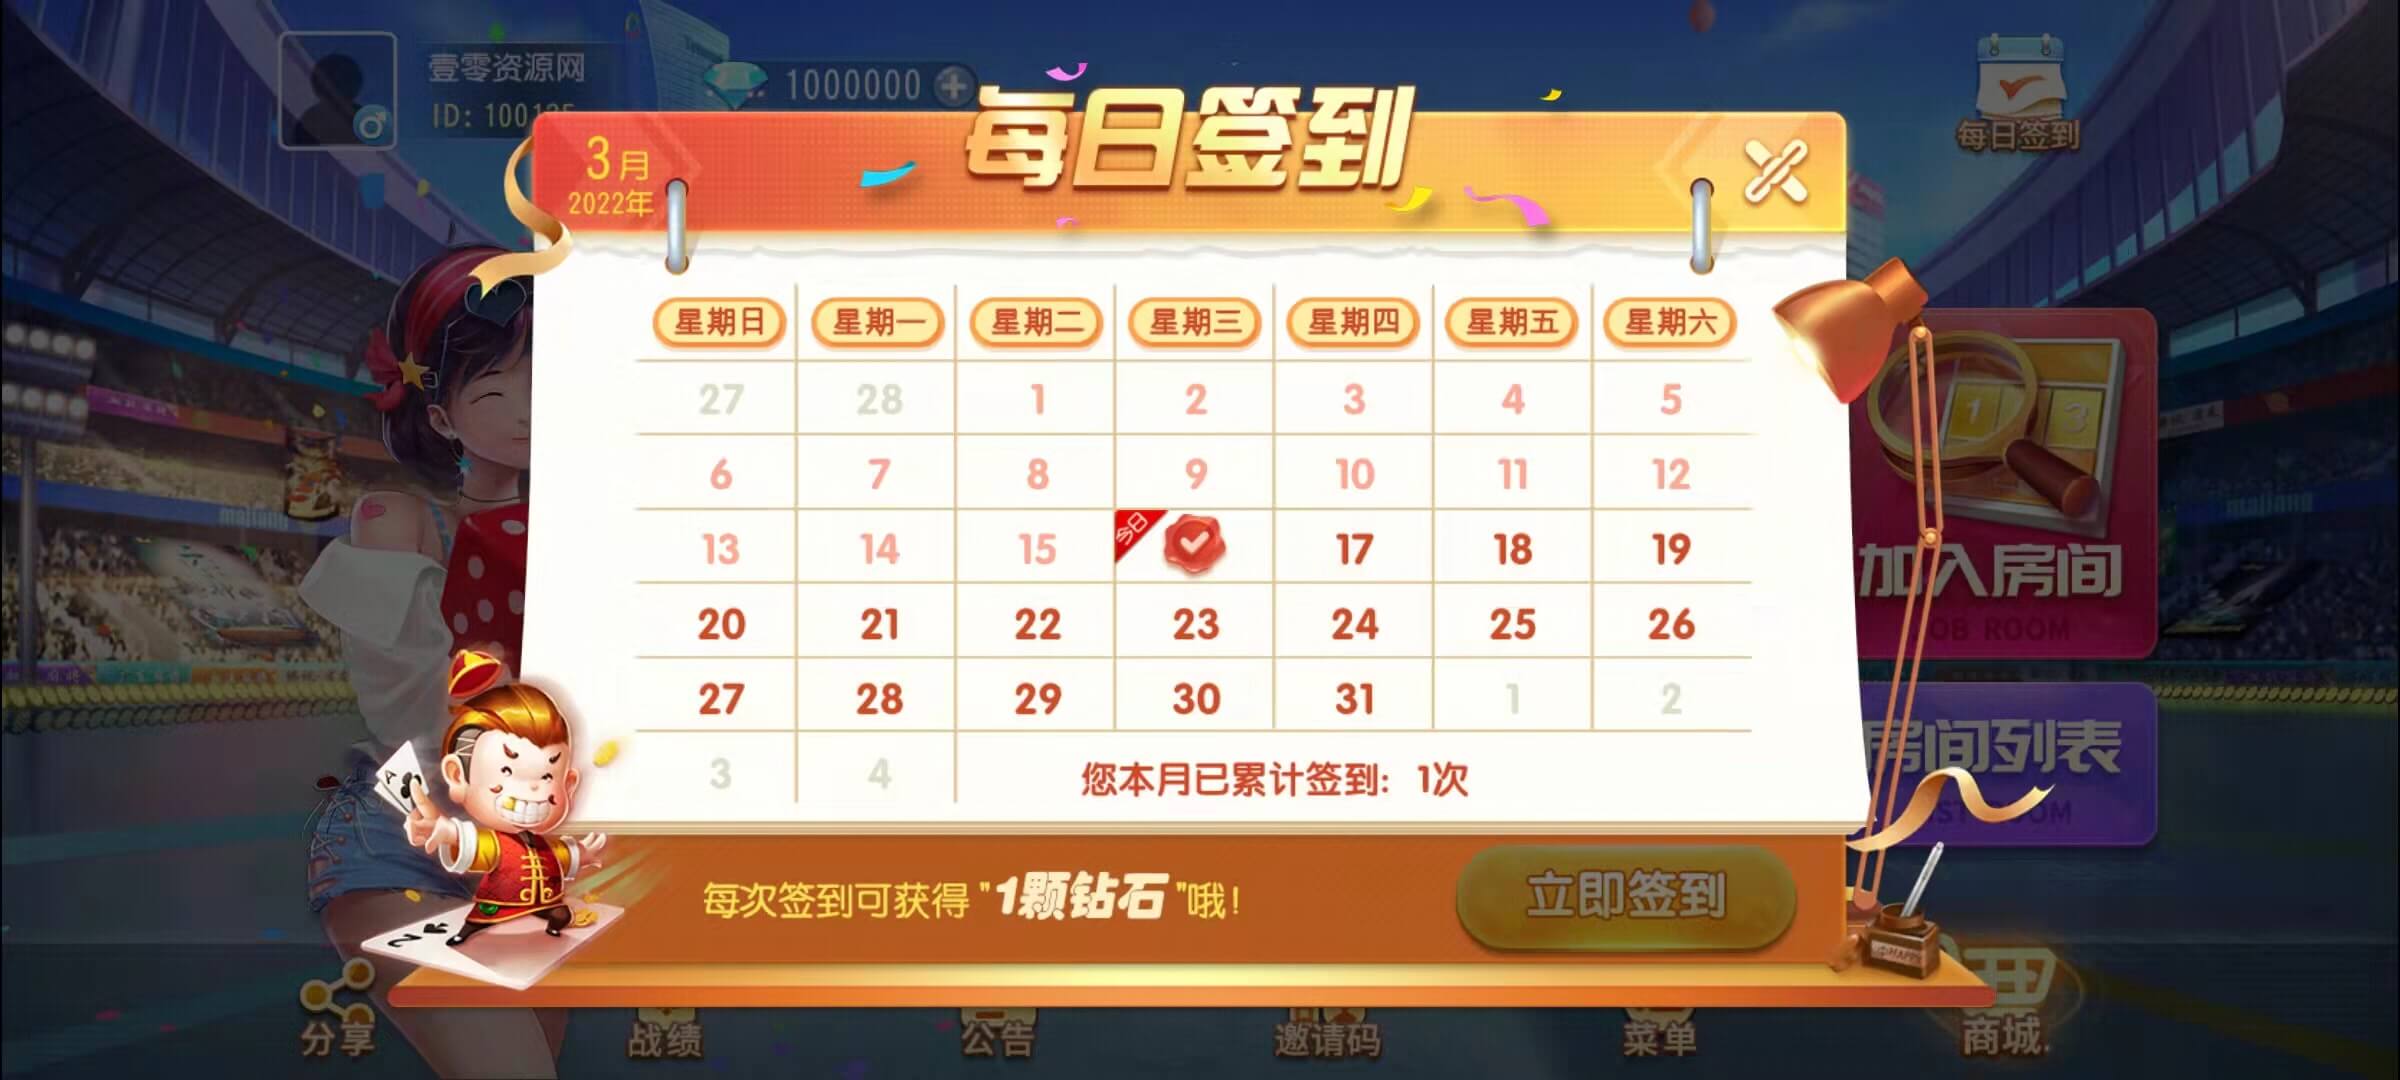 壹零资源网
1000000
每日签到
3月
2022年
每日签到
星期日 星期一 星期二 星期三 星期四 星期五 星期六
27 28 1 2 3 4 5
6 7 8 9 10 11 12
13 14 15 今日 17 18 19
20 21 22 23 24 25 26
27 28 29 30 31 1 2
3 4 您本月已累计签到: 1次
加入房间
房间列表
每次签到可获得"1颗钻石"哦!
立即签到
分享 战绩 公告 邀请码 菜单 商城